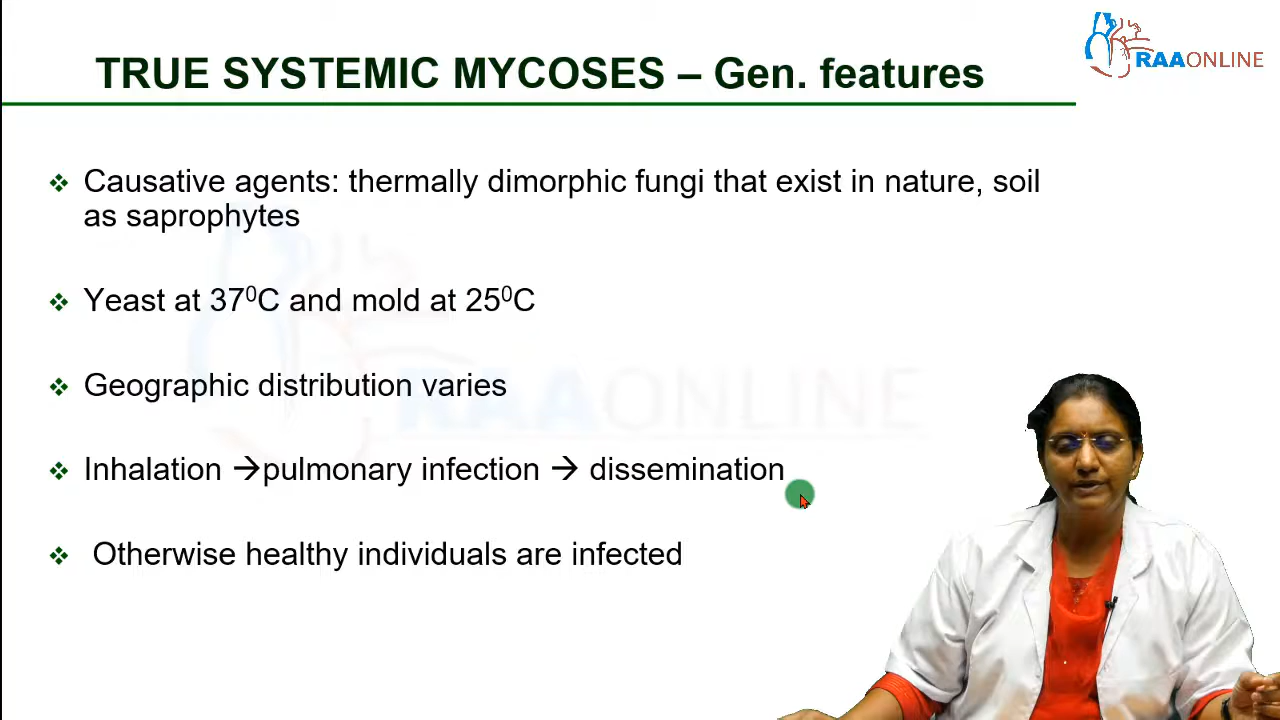 RAAONLINE
TRUE SYSTEMIC MYCOSES – Gen. features
❖ Causative agents: thermally dimorphic fungi that exist in nature, soil
as saprophytes
❖ Yeast at 37⁰C and mold at 25⁰C
❖ Geographic distribution varies
❖ Inhalation →pulmonary infection → dissemination
❖ Otherwise healthy individuals are infected
RAAONLINE